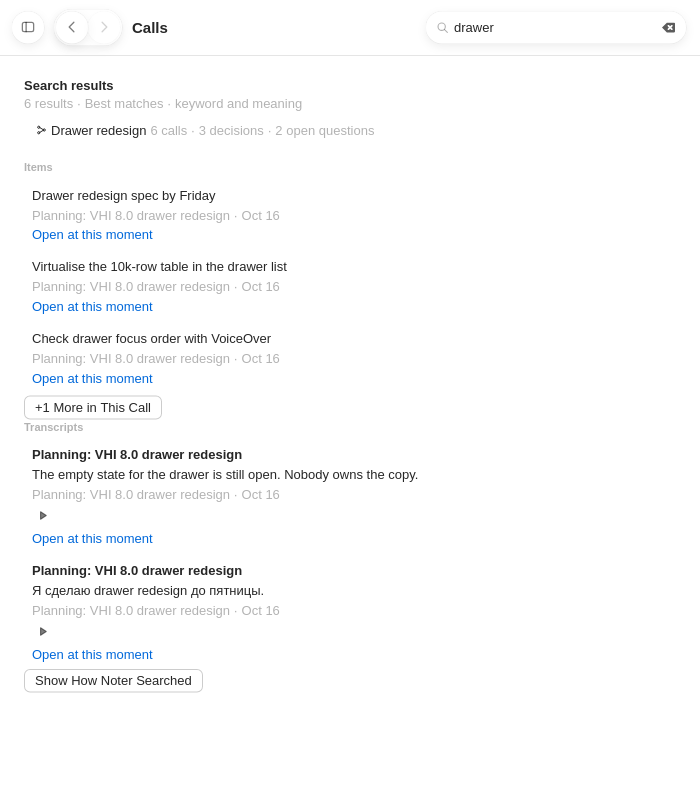 Calls
drawer
Search results
6 results · Best matches · keyword and meaning
Drawer redesign 6 calls · 3 decisions · 2 open questions
Items
Drawer redesign spec by Friday
Planning: VHI 8.0 drawer redesign · Oct 16
Open at this moment
Virtualise the 10k-row table in the drawer list
Planning: VHI 8.0 drawer redesign · Oct 16
Open at this moment
Check drawer focus order with VoiceOver
Planning: VHI 8.0 drawer redesign · Oct 16
Open at this moment
+1 More in This Call
Transcripts
Planning: VHI 8.0 drawer redesign
The empty state for the drawer is still open. Nobody owns the copy.
Planning: VHI 8.0 drawer redesign · Oct 16
Open at this moment
Planning: VHI 8.0 drawer redesign
Я сделаю drawer redesign до пятницы.
Planning: VHI 8.0 drawer redesign · Oct 16
Open at this moment
Show How Noter Searched